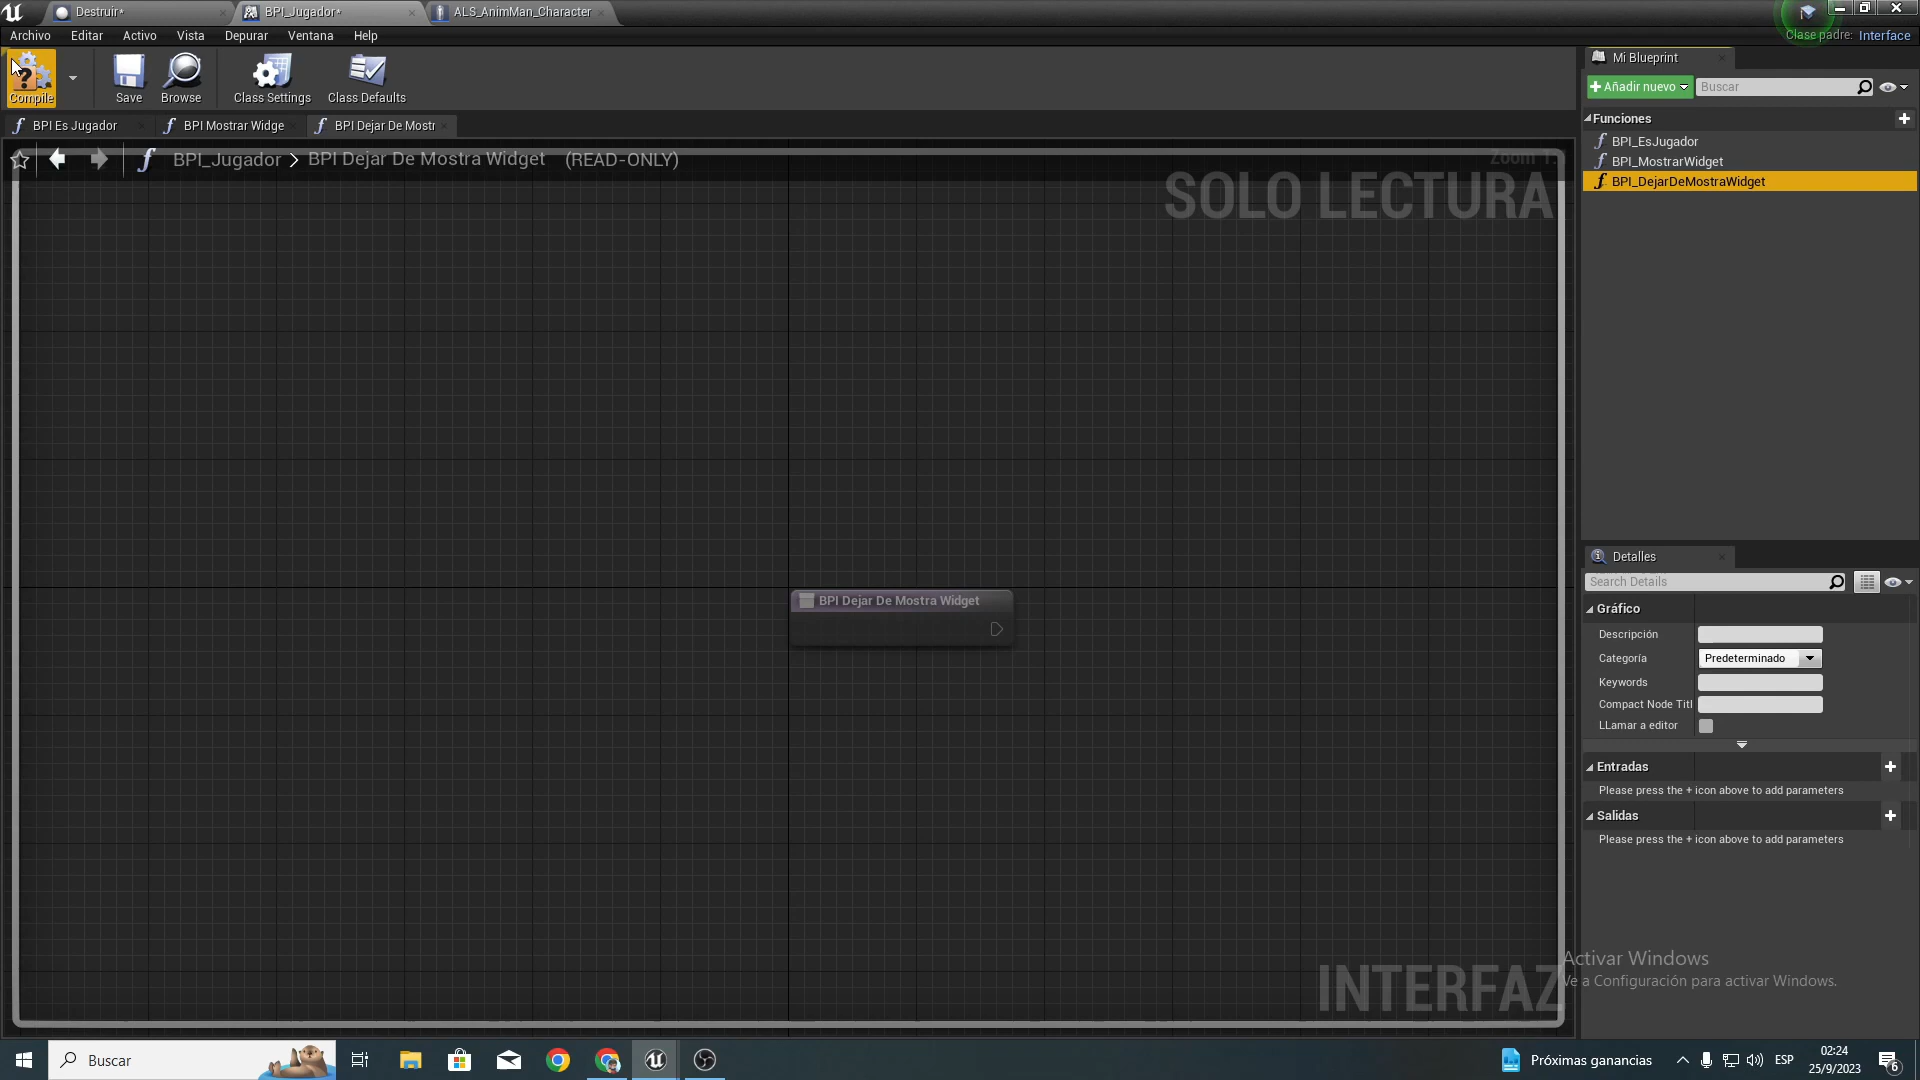 Destruir*
BPI_Jugador*
ALS_AnimMan_Character
Archivo
Editar
Activo
Vista
Depurar
Ventana
Help
Clase padre: Interface
Compile
Save
Browse
Class Settings
Class Defaults
Mi Blueprint
Añadir nuevo
Buscar
BPI Es Jugador
BPI Mostrar Widge
BPI Dejar De Mostr
Funciones
BPI_EsJugador
BPI_MostrarWidget
BPI_DejarDeMostraWidget
BPI_Jugador > BPI Dejar De Mostra Widget (READ-ONLY)
Zoom 1:
SOLO LECTURA
BPI Dejar De Mostra Widget
Detalles
Search Details
Gráfico
Descripción
Categoría
Predeterminado
Keywords
Compact Node Titl
LLamar a editor
Entradas
Please press the + icon above to add parameters
Salidas
Please press the + icon above to add parameters
INTERFAZ
Activar Windows
Ve a Configuración para activar Windows.
Buscar
Próximas ganancias
ESP
02:24
25/9/2023
6